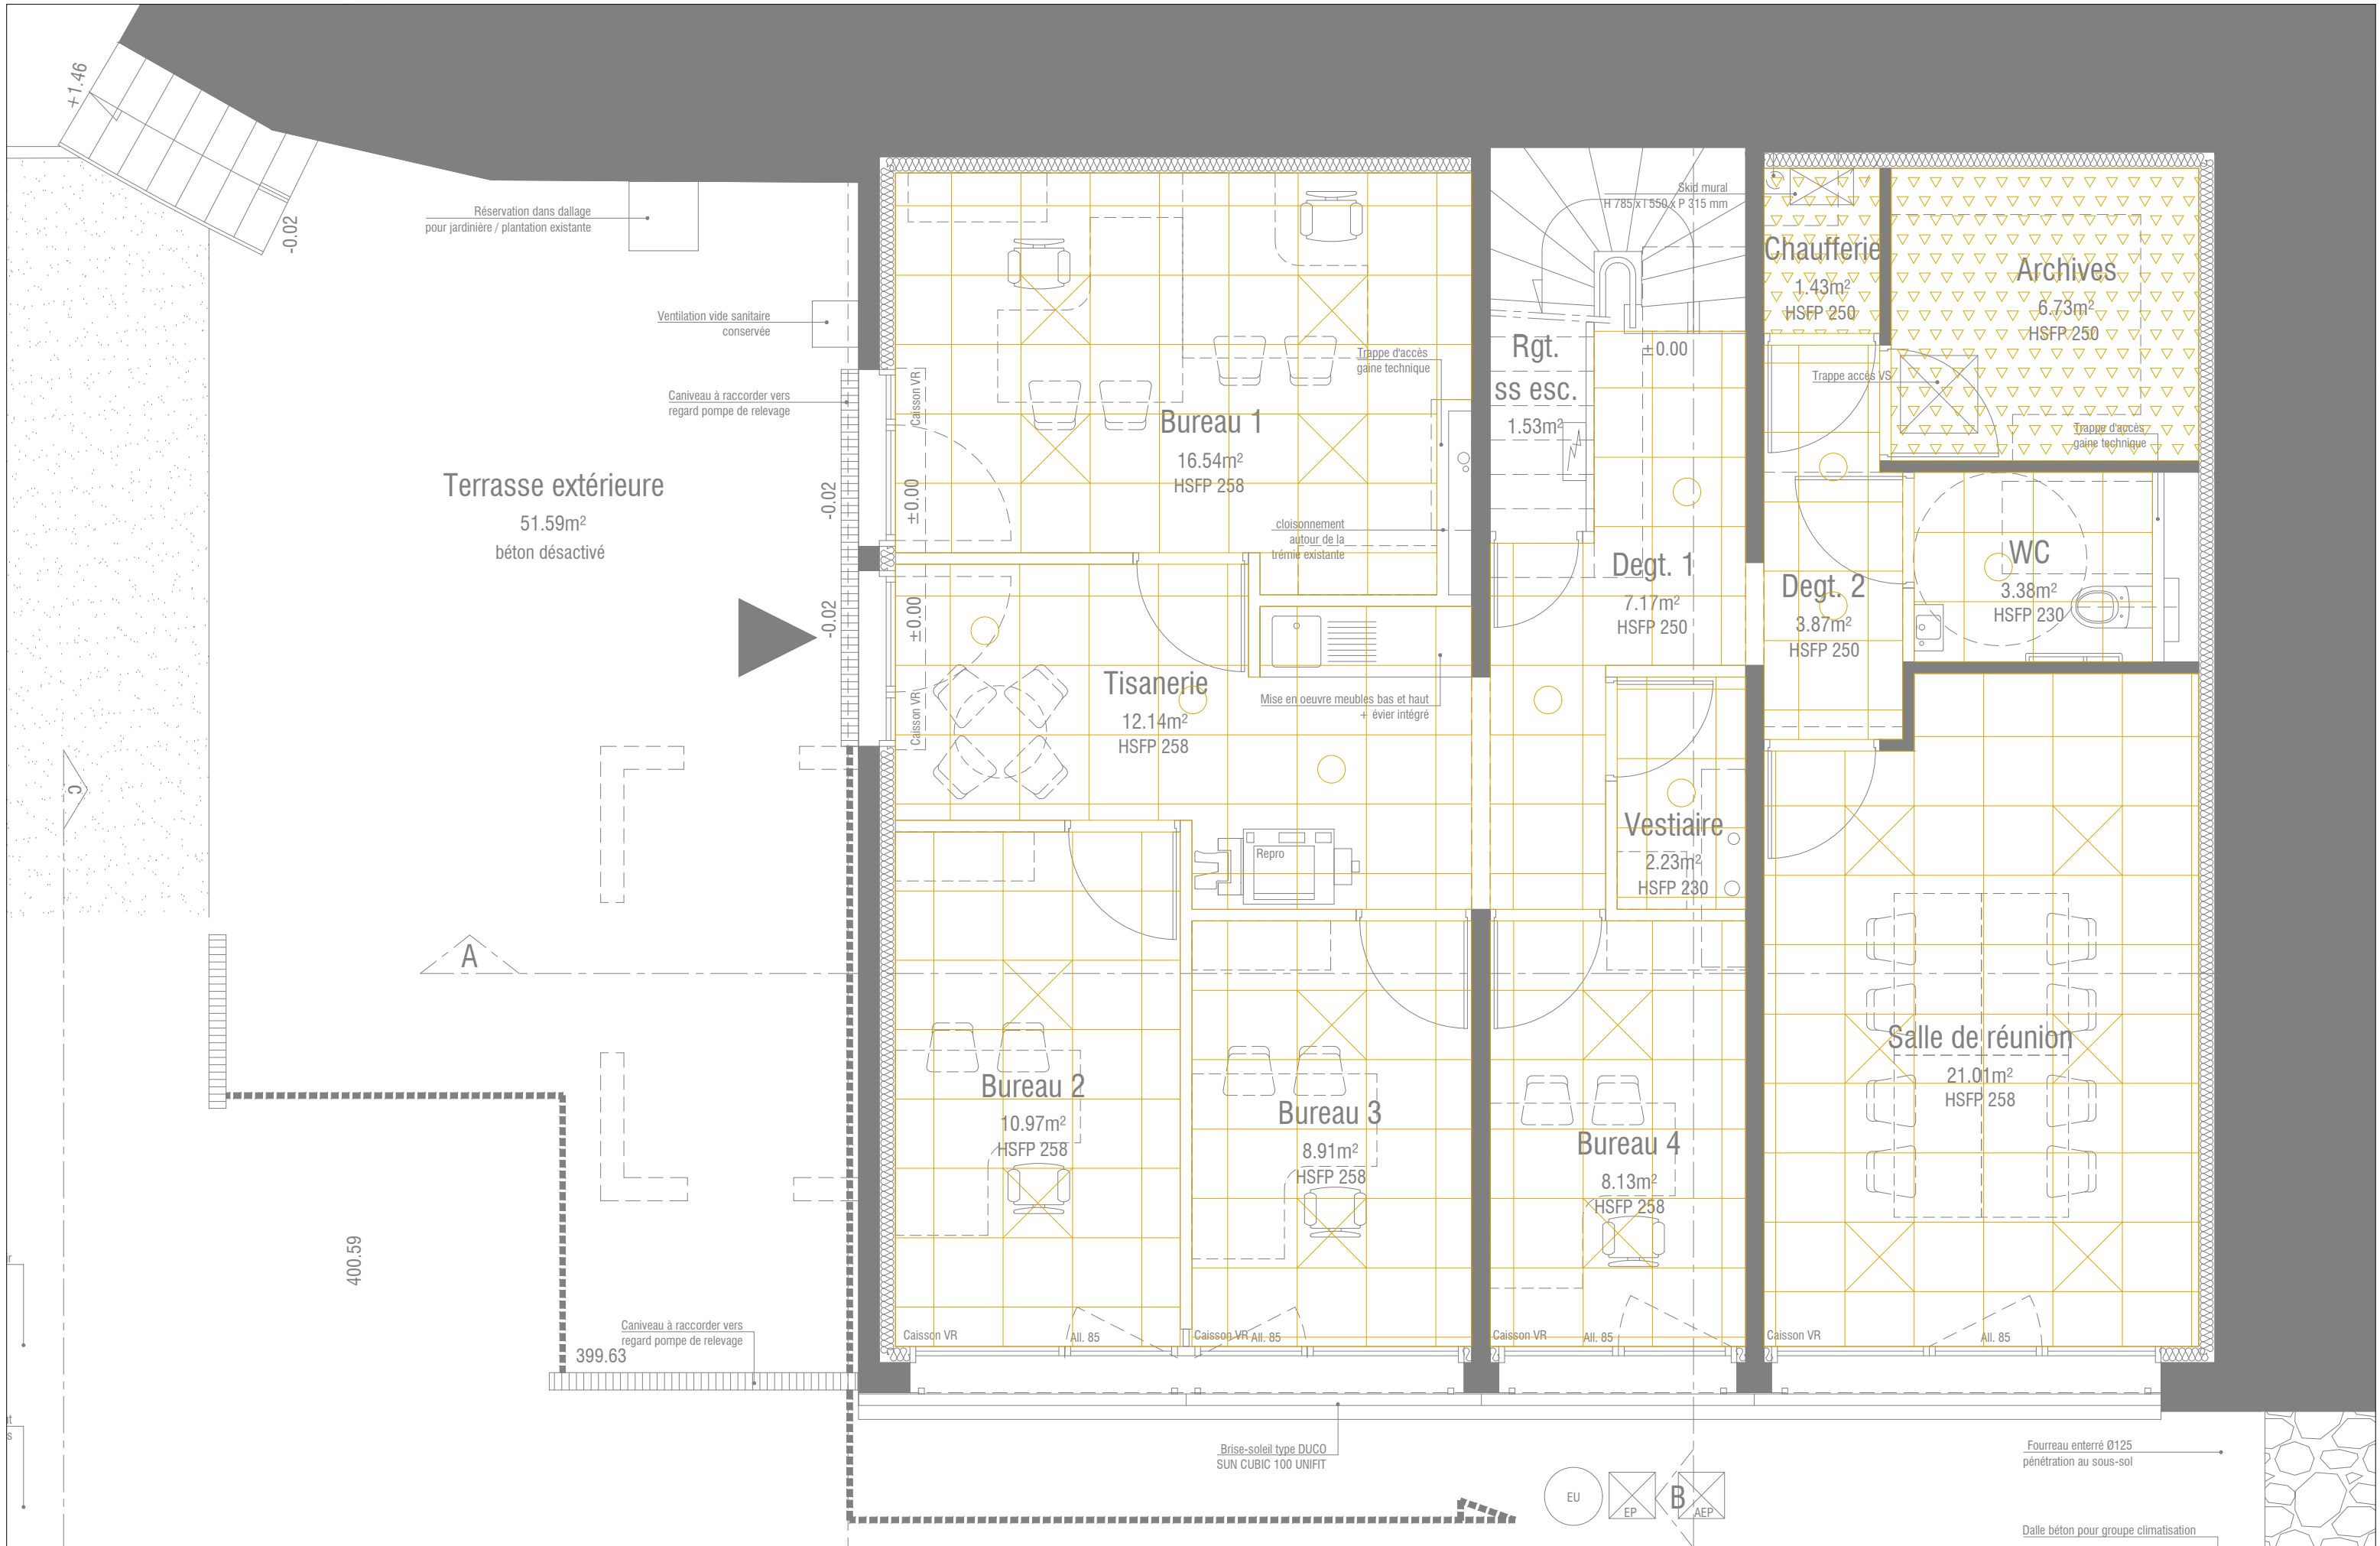 +1.46
-0.02
Réservation dans dallage
pour jardinière / plantation existante
Ventilation vide sanitaire
conservée
Caniveau à raccorder vers
regard pompe de relevage
Terrasse extérieure
51.59m²
béton désactivé
-0.02
±0.00
-0.02
±0.00
Caisson VR
Caisson VR
Bureau 1
16.54m²
HSFP 258
Trappe d'accès
gaine technique
cloisonnement
autour de la
trémie existante
Skid mural
H 785 x l 550 x P 315 mm
Rgt.
ss esc.
1.53m²
±0.00
Chaufferie
1.43m²
HSFP 250
Archives
6.73m²
HSFP 250
Trappe accès VS
Trappe d'accès
gaine technique
Degt. 1
7.17m²
HSFP 250
Degt. 2
3.87m²
HSFP 250
WC
3.38m²
HSFP 230
Tisanerie
12.14m²
HSFP 258
Mise en oeuvre meubles bas et haut
+ évier intégré
Repro
Vestiaire
2.23m²
HSFP 230
C
A
Bureau 2
10.97m²
HSFP 258
Bureau 3
8.91m²
HSFP 258
Bureau 4
8.13m²
HSFP 258
Salle de réunion
21.01m²
HSFP 258
400.59
399.63
Caniveau à raccorder vers
regard pompe de relevage
Caisson VR
All. 85
Caisson VR
All. 85
Caisson VR
All. 85
Caisson VR
All. 85
Brise-soleil type DUCO
SUN CUBIC 100 UNIFIT
EU
EP
B
AEP
Fourreau enterré Ø125
pénétration au sous-sol
Dalle béton pour groupe climatisation